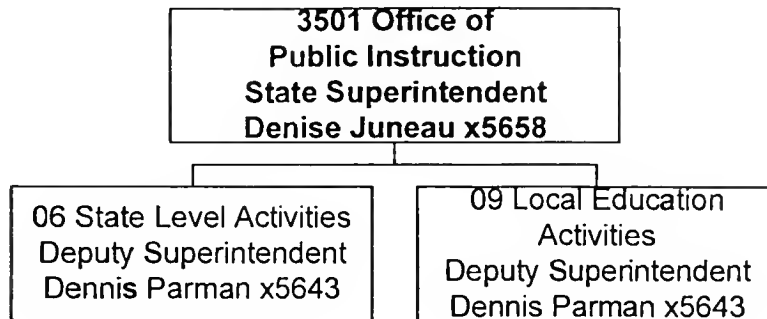 3501 Office of
Public Instruction
State Superintendent
Denise Juneau x5658
06 State Level Activities
Deputy Superintendent
Dennis Parman x5643
09 Local Education
Activities
Deputy Superintendent
Dennis Parman x5643